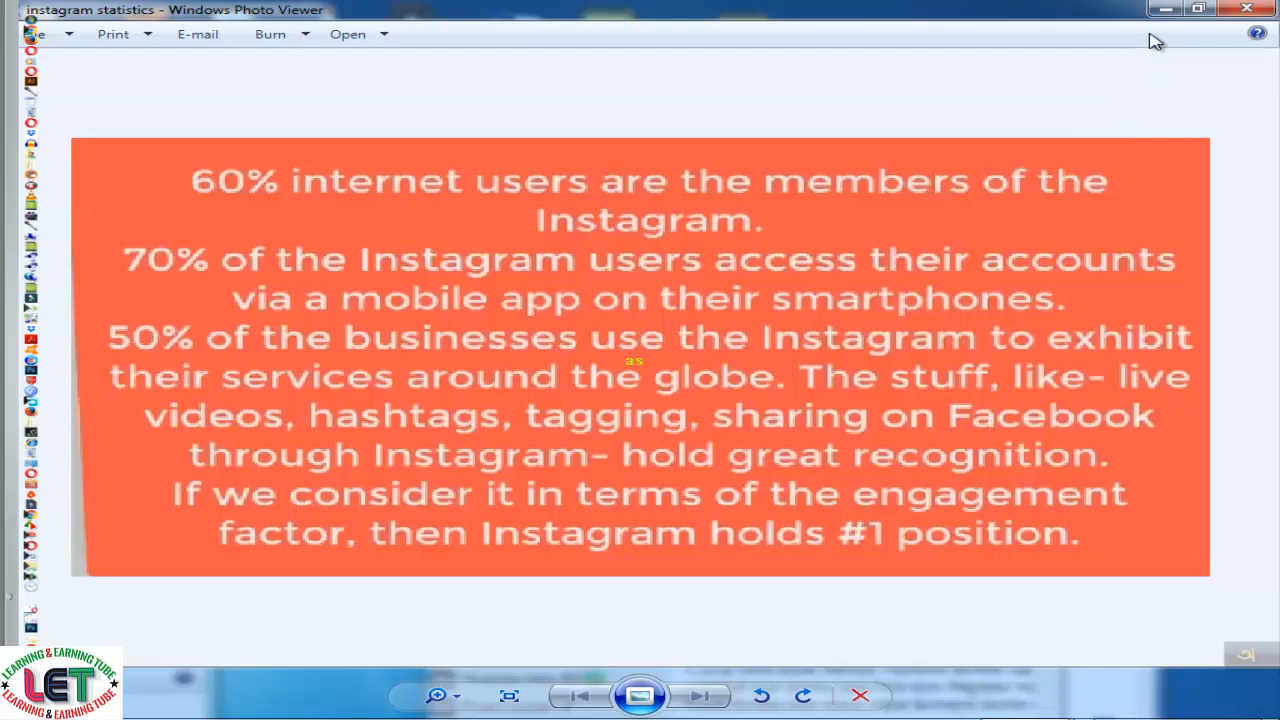 instagram statistics - Windows Photo Viewer
Print E-mail Burn Open
60% internet users are the members of the
Instagram.
70% of the Instagram users access their accounts
via a mobile app on their smartphones.
50% of the businesses use the Instagram to exhibit
as
their services around the globe. The stuff, like- live
videos, hashtags, tagging, sharing on Facebook
through Instagram- hold great recognition.
If we consider it in terms of the engagement
factor, then Instagram holds #1 position.
LEARNING & EARNING TUBE
LET
LEARNING & EARNING TUBE